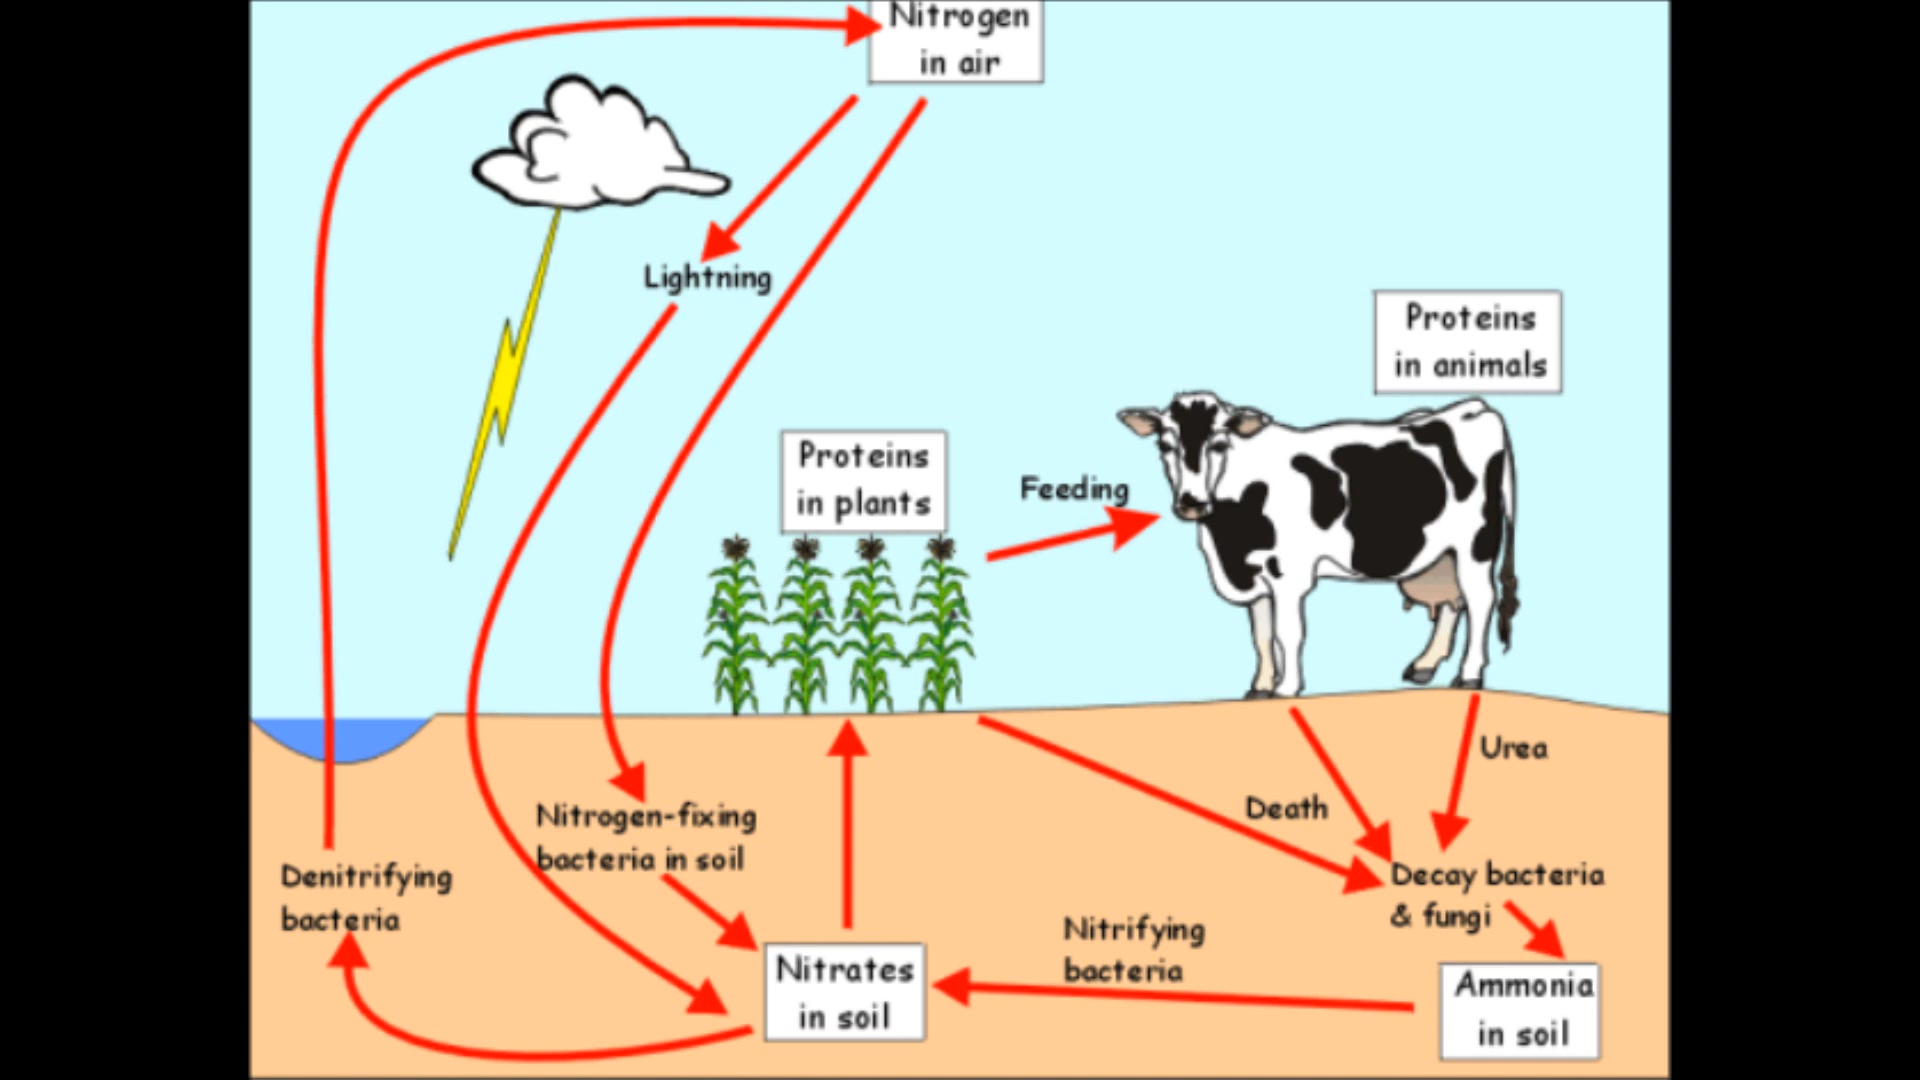 Nitrogen
in air
Lightning
Proteins
in animals
Proteins
in plants
Feeding
Urea
Death
Nitrogen-fixing
bacteria in soil
Denitrifying
bacteria
Decay bacteria
& fungi
Nitrifying
bacteria
Nitrates
in soil
Ammonia
in soil